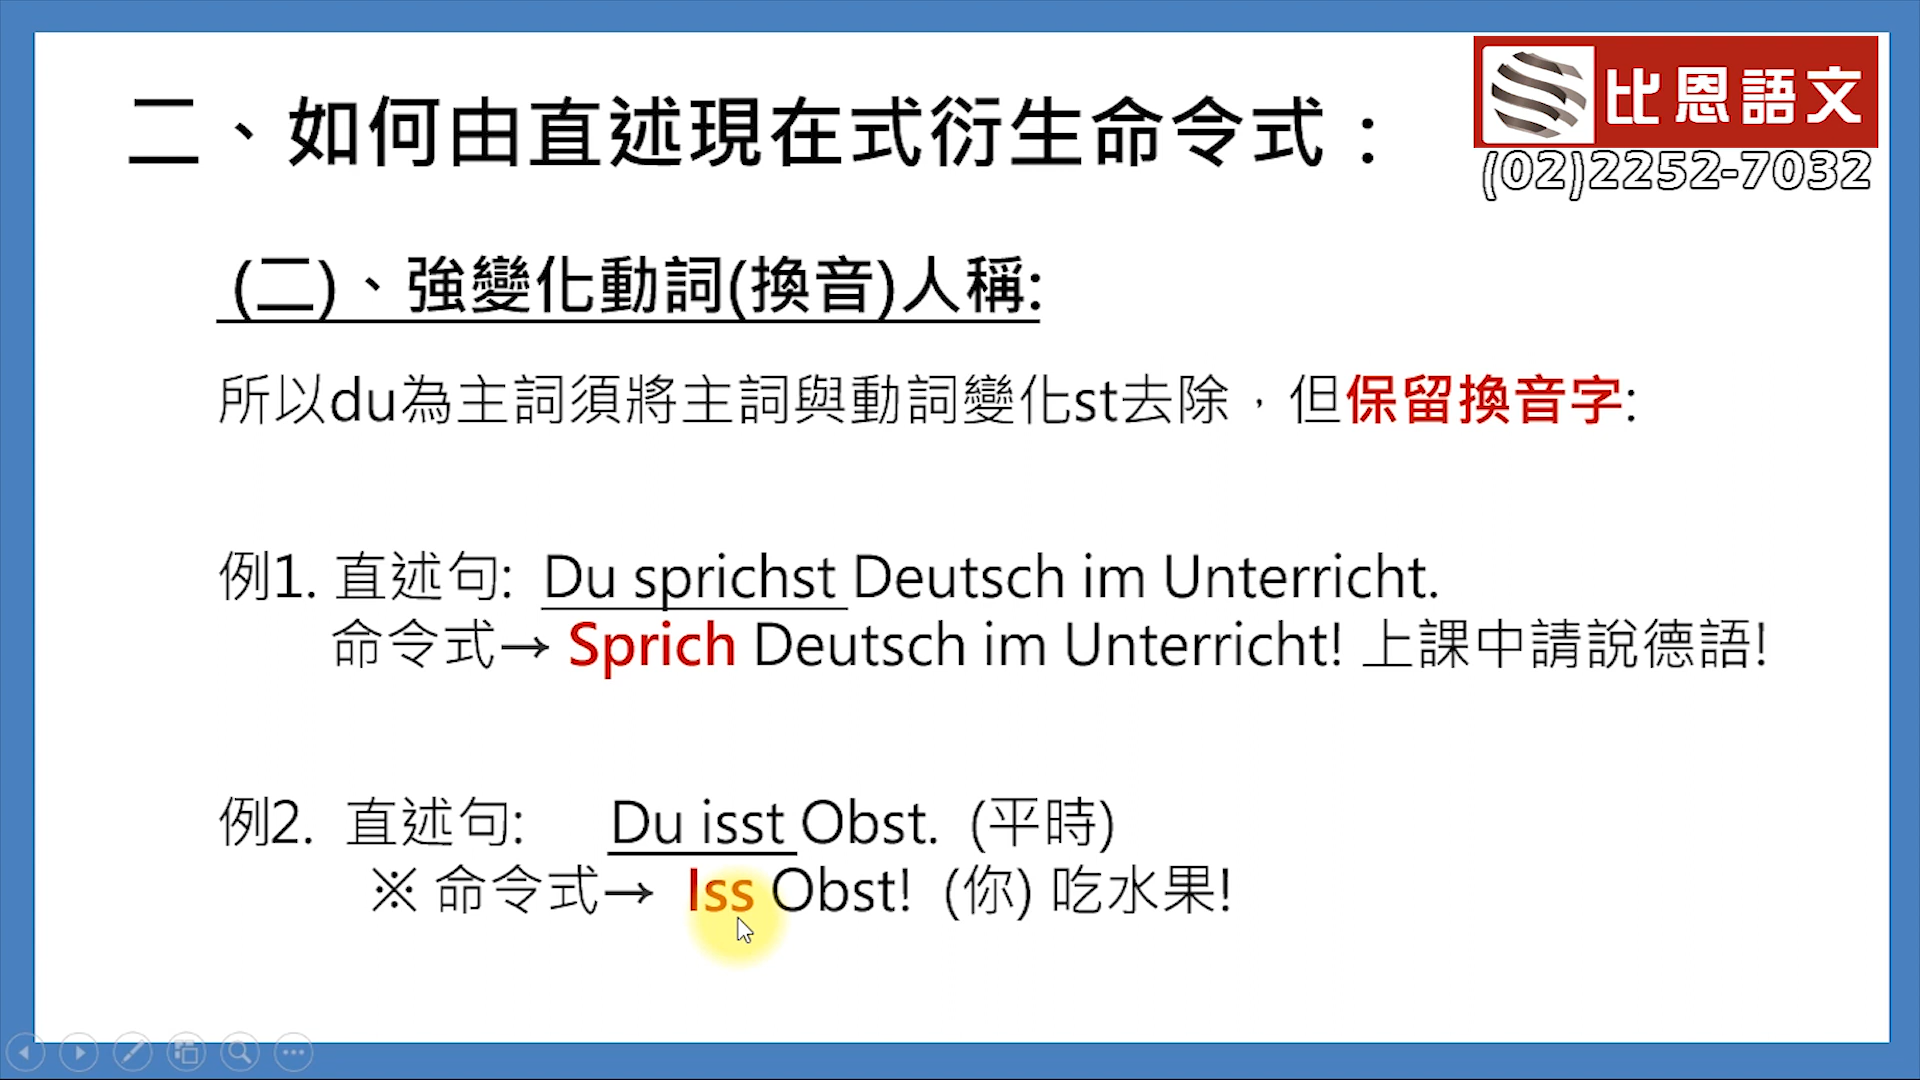 二、如何由直述現在式衍生命令式：
比恩語文
(02)2252-7032
(二)、強變化動詞(換音)人稱:
所以du為主詞須將主詞與動詞變化st去除，但保留換音字:
例1. 直述句: Du sprichst Deutsch im Unterricht.
命令式→ Sprich Deutsch im Unterricht! 上課中請說德語!
例2. 直述句: Du isst Obst. (平時)
※ 命令式→ Iss Obst! (你) 吃水果!